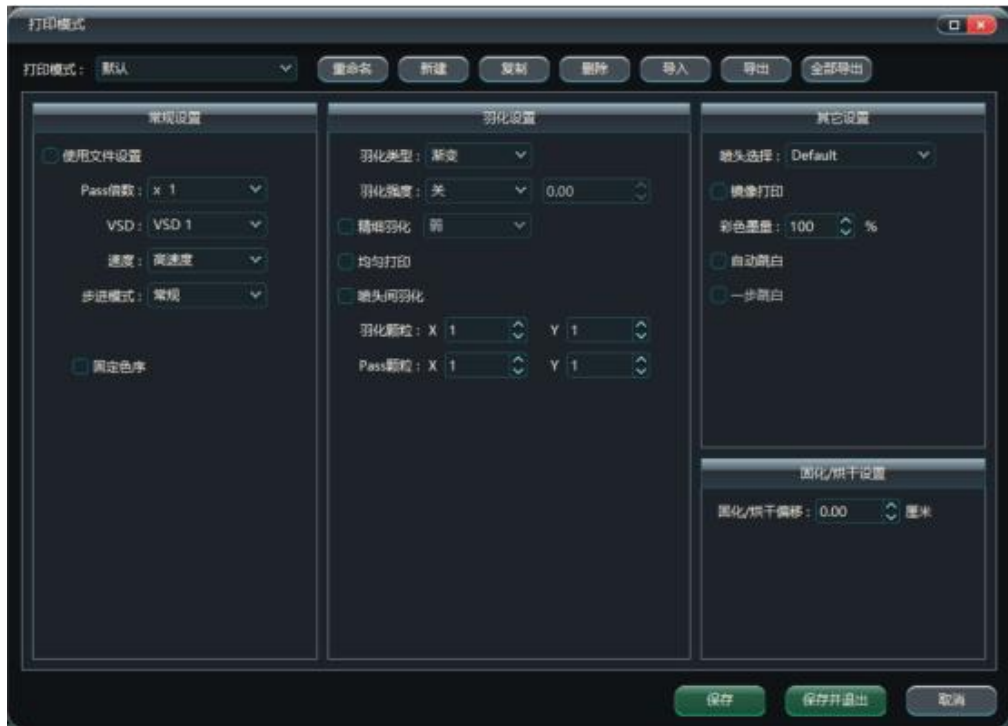 打印模式
打印模式： 默认 重命名 新建 复制 删除 导入 导出 全部导出
常规设置
使用文件设置
Pass倍数： x 1
VSD： VSD 1
速度： 高速度
步进模式： 常规
固定色序
羽化设置
羽化类型： 渐变
羽化强度： 关 0.00
精细羽化 弱
均匀打印
喷头间羽化
羽化颗粒： X 1 Y 1
Pass颗粒： X 1 Y 1
其它设置
喷头选择： Default
镜像打印
彩色墨量： 100 %
自动跳白
一步跳白
固化/烘干设置
固化/烘干偏移： 0.00 厘米
保存 保存并退出 取消